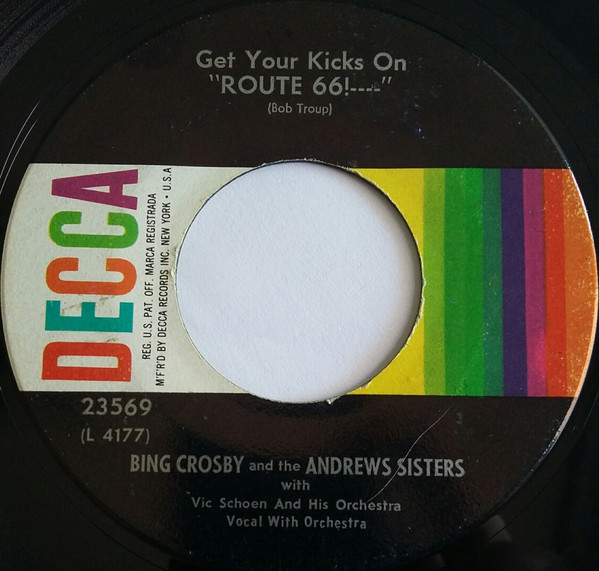 Get Your Kicks On
"ROUTE 66!----"
(Bob Troup)
DECCA
REG. U.S. PAT. OFF. MARCA REGISTRADA
M'F'R'D BY DECCA RECORDS INC. NEW YORK • U.S.A
23569
(L 4177)
BING CROSBY and the ANDREWS SISTERS
with
Vic Schoen And His Orchestra
Vocal With Orchestra